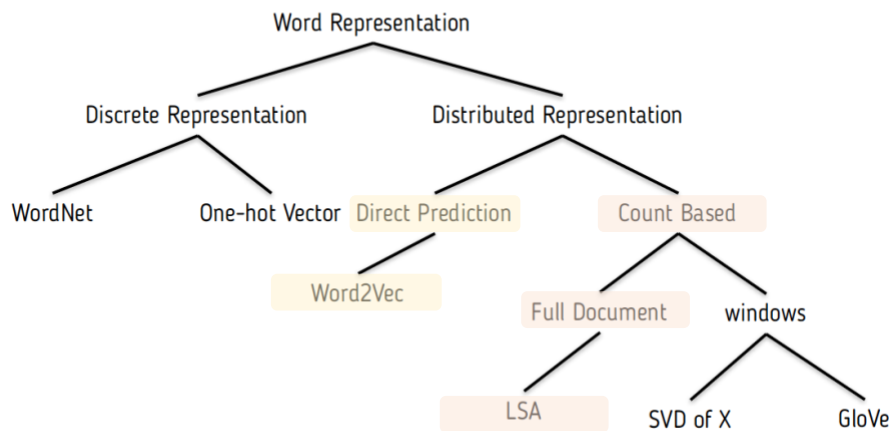 Word Representation
Discrete Representation
Distributed Representation
WordNet
One-hot Vector
Direct Prediction
Count Based
Word2Vec
Full Document
windows
LSA
SVD of X
GloVe